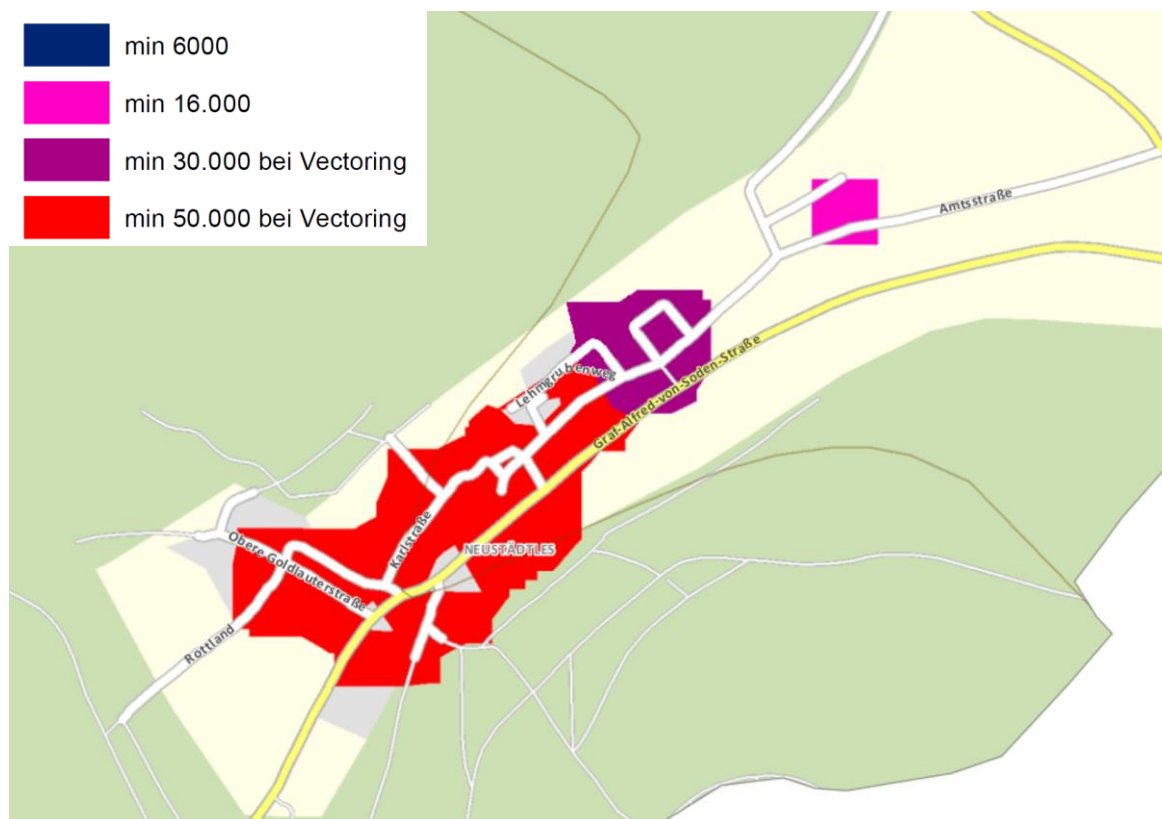 min 6000
min 16.000
min 30.000 bei Vectoring
min 50.000 bei Vectoring
Amtsstraße
Graf-Alfred-von-Soden-Straße
Lehmgrubenweg
Karlstraße
NEUSTÄDTLES
Obere-Goldlauterstraße
Rottland